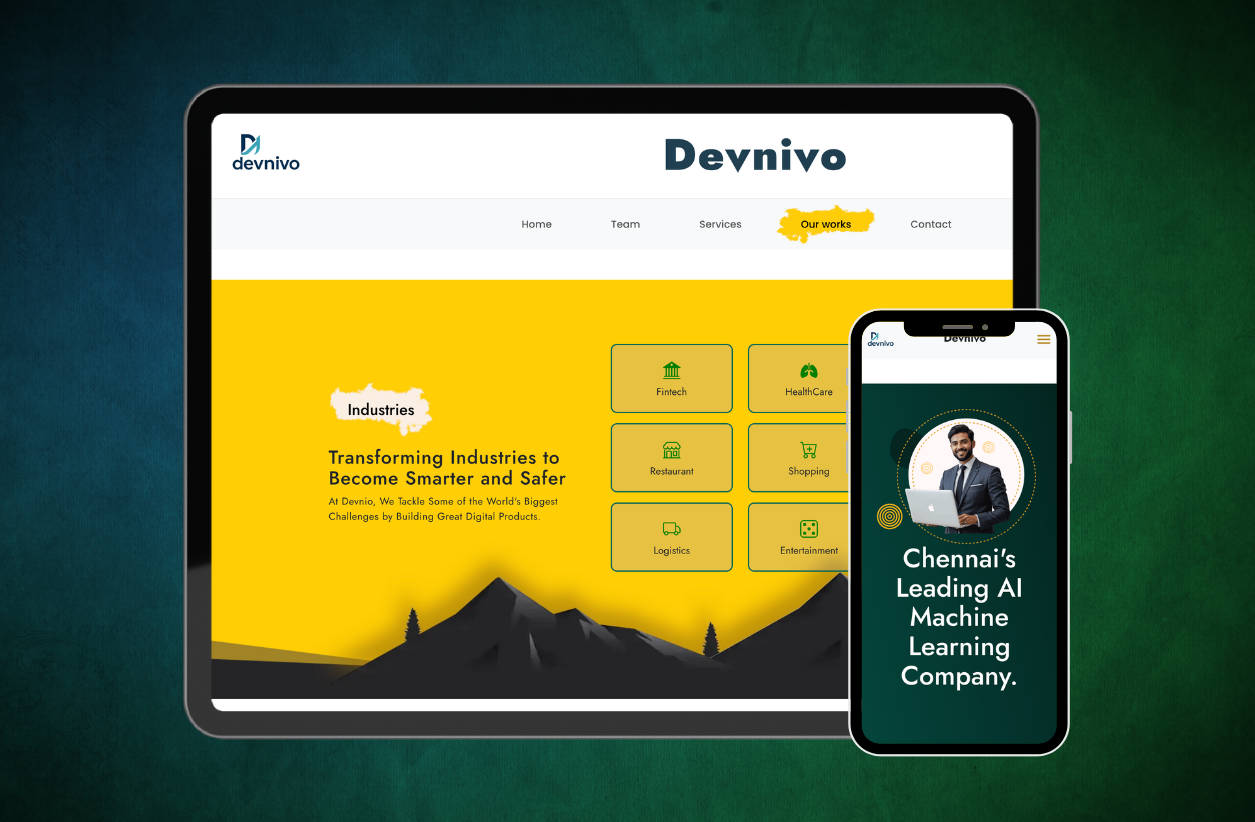 devnivo
Devnivo
Home Team Services Our works Contact
Industries
Transforming Industries to
Become Smarter and Safer
At Devnio, We Tackle Some of the World's Biggest
Challenges by Building Great Digital Products.
Fintech
HealthCare
Restaurant
Shopping
Logistics
Entertainment
devnivo
Devnivo
Chennai's
Leading AI
Machine
Learning
Company.